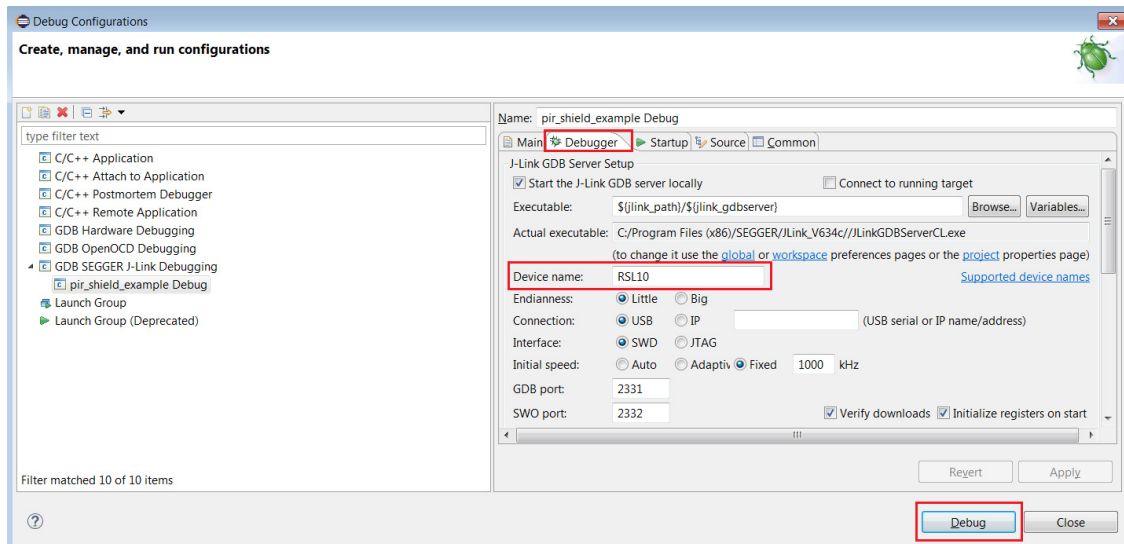 Debug Configurations
Create, manage, and run configurations
type filter text
C/C++ Application
C/C++ Attach to Application
C/C++ Postmortem Debugger
C/C++ Remote Application
GDB Hardware Debugging
GDB OpenOCD Debugging
GDB SEGGER J-Link Debugging
pir_shield_example Debug
Launch Group
Launch Group (Deprecated)
Filter matched 10 of 10 items
Name: pir_shield_example Debug
Main Debugger Startup Source Common
J-Link GDB Server Setup
Start the J-Link GDB server locally Connect to running target
Executable: ${jlink_path}/${jlink_gdbserver} Browse... Variables...
Actual executable: C:/Program Files (x86)/SEGGER/JLink_V634c//JLinkGDBServerCL.exe
(to change it use the global or workspace preferences pages or the project properties page)
Device name: RSL10 Supported device names
Endianness: Little Big
Connection: USB IP (USB serial or IP name/address)
Interface: SWD JTAG
Initial speed: Auto Adaptiv Fixed 1000 kHz
GDB port: 2331
SWO port: 2332 Verify downloads Initialize registers on start
Revert Apply
Debug Close